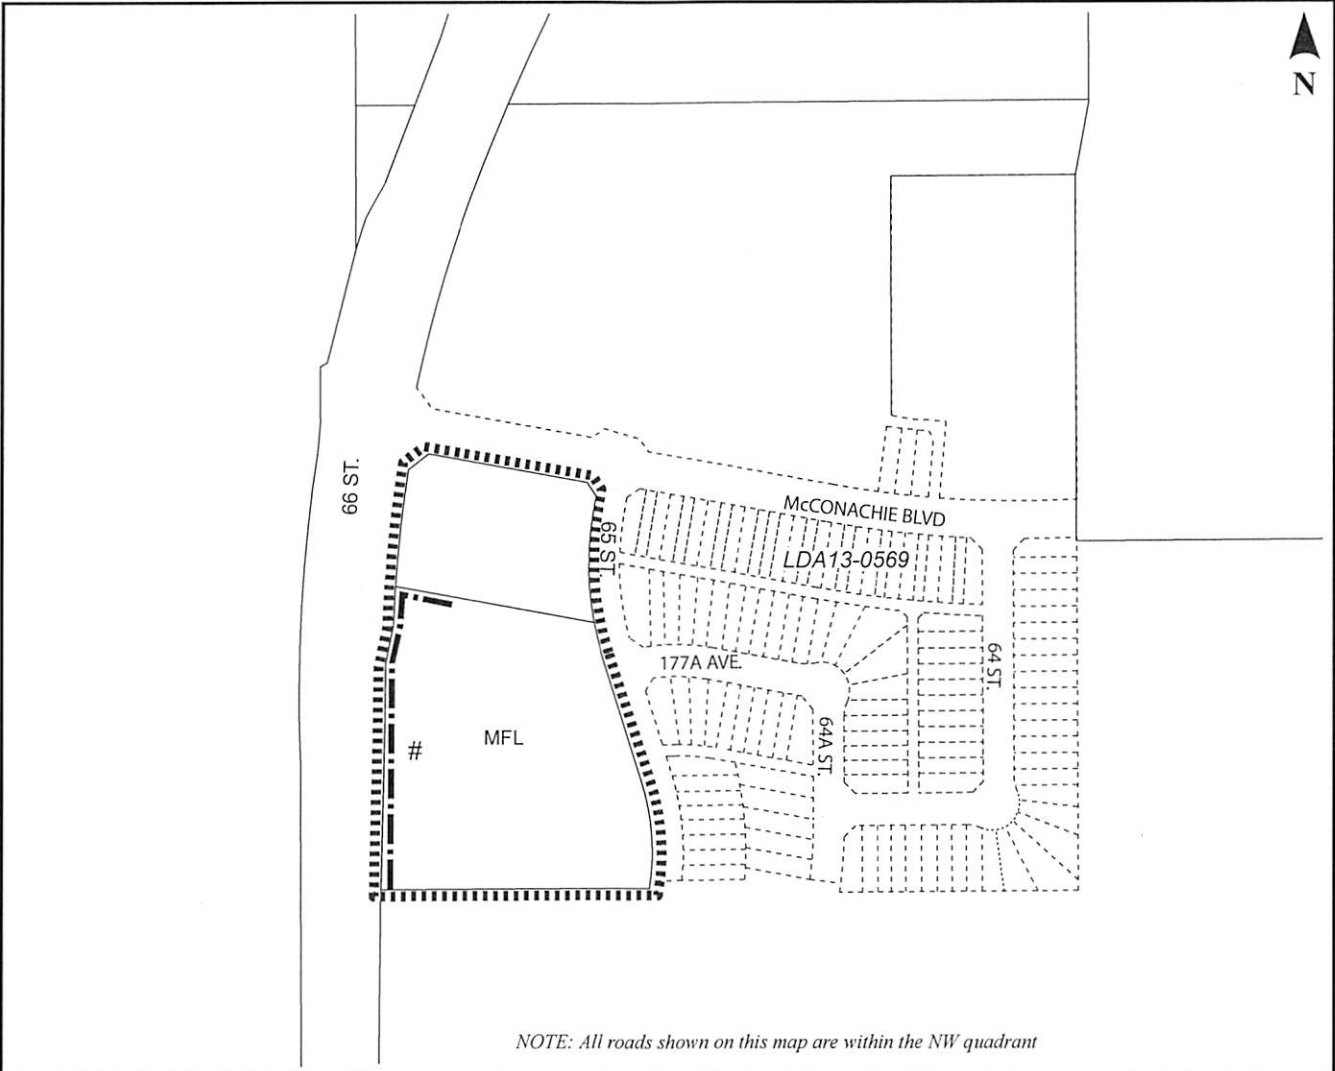 N
66 ST.
65 ST.
McCONACHIE BLVD
LDA13-0569
177A AVE.
64 ST.
64A ST.
#
MFL
NOTE: All roads shown on this map are within the NW quadrant